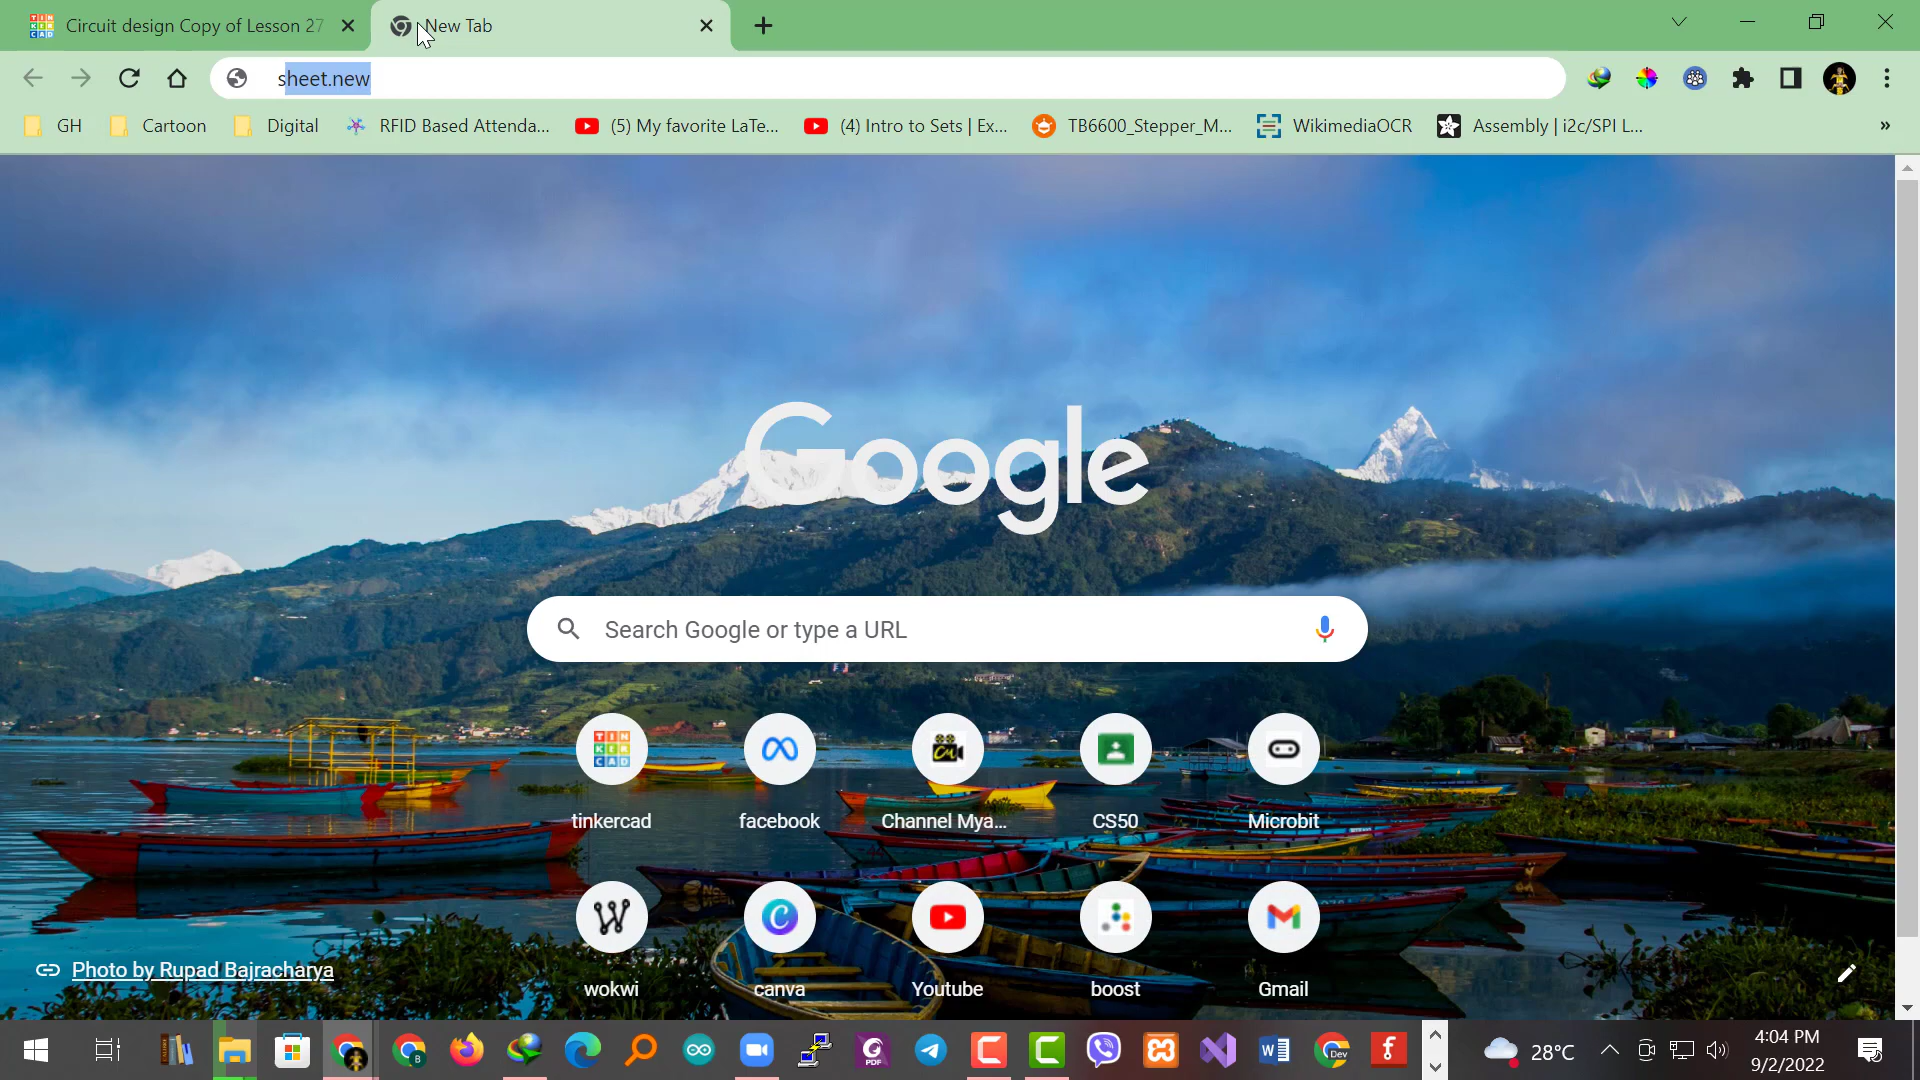 Circuit design Copy of Lesson 27
New Tab
sheet.new
GH
Cartoon
Digital
RFID Based Attenda...
(5) My favorite LaTe...
(4) Intro to Sets | Ex...
TB6600_Stepper_M...
WikimediaOCR
Assembly | i2c/SPI L...
»
Google
Search Google or type a URL
tinkercad
facebook
Channel Mya...
CS50
Microbit
wokwi
canva
Youtube
boost
Gmail
Photo by Rupad Bajracharya
28°C
4:04 PM
9/2/2022